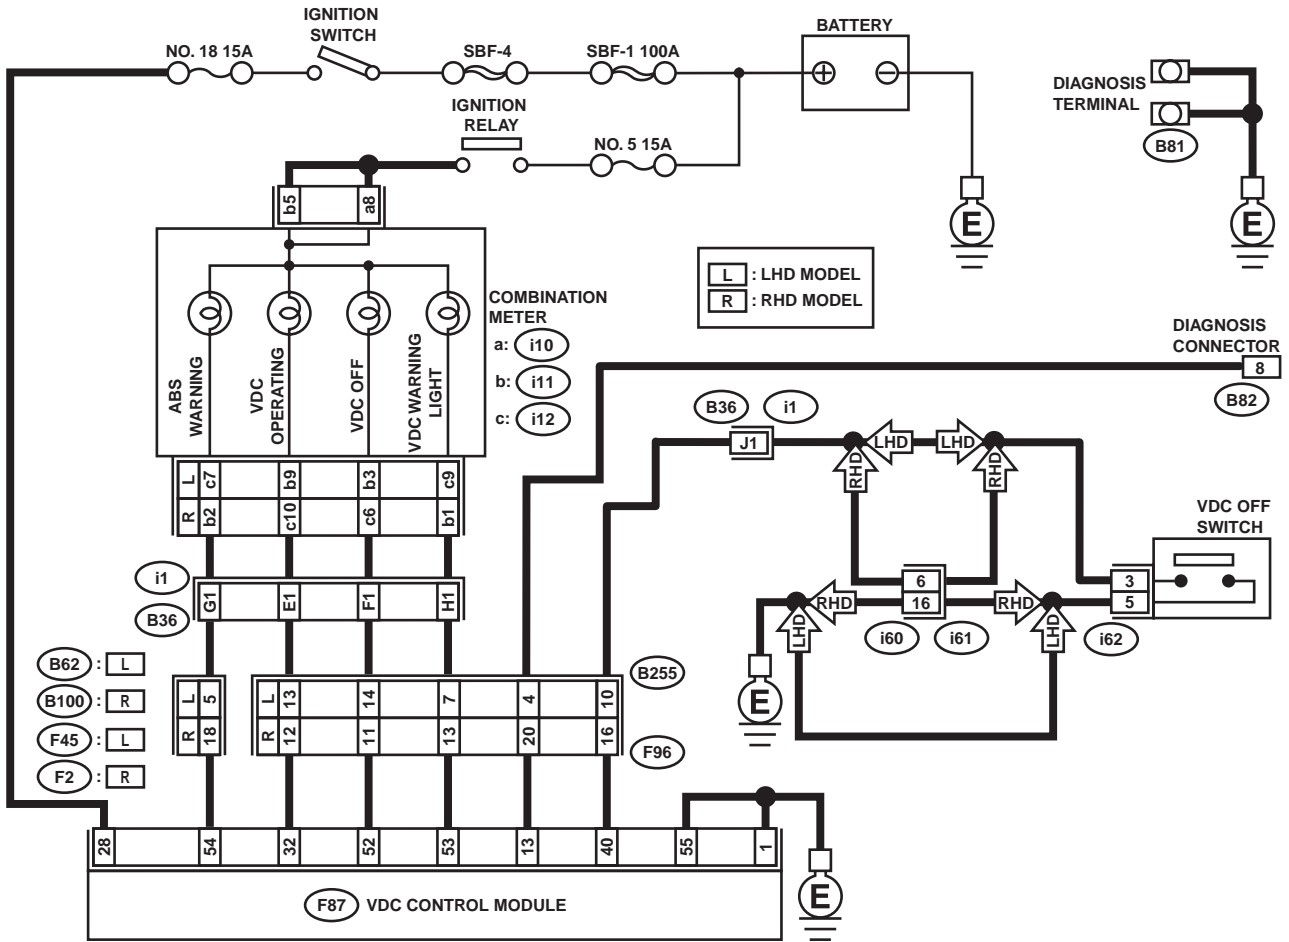 IGNITION
SWITCH
NO. 18 15A
SBF-4
SBF-1 100A
BATTERY
IGNITION
RELAY
NO. 5 15A
DIAGNOSIS
TERMINAL
B81
E
E
b5
a8
L : LHD MODEL
R : RHD MODEL
COMBINATION
METER
a: i10
b: i11
c: i12
ABS
WARNING
VDC
OPERATING
VDC OFF
VDC WARNING
LIGHT
DIAGNOSIS
CONNECTOR
8
B82
B36
i1
J1
LHD
LHD
RHD
RHD
L c7 b9 b3 c9
R b2 c10 c6 b1
VDC OFF
SWITCH
i1
B36
G1 E1 F1 H1
6
16
RHD
RHD
3
5
LHD
LHD
i60
i61
i62
E
B62 : L
B100 : R
F45 : L
F2 : R
B255
L 5
R 18
L 13 14 7 4 10
R 12 11 13 20 16
F96
28 54 32 52 53 13 40 55 1
E
F87 VDC CONTROL MODULE